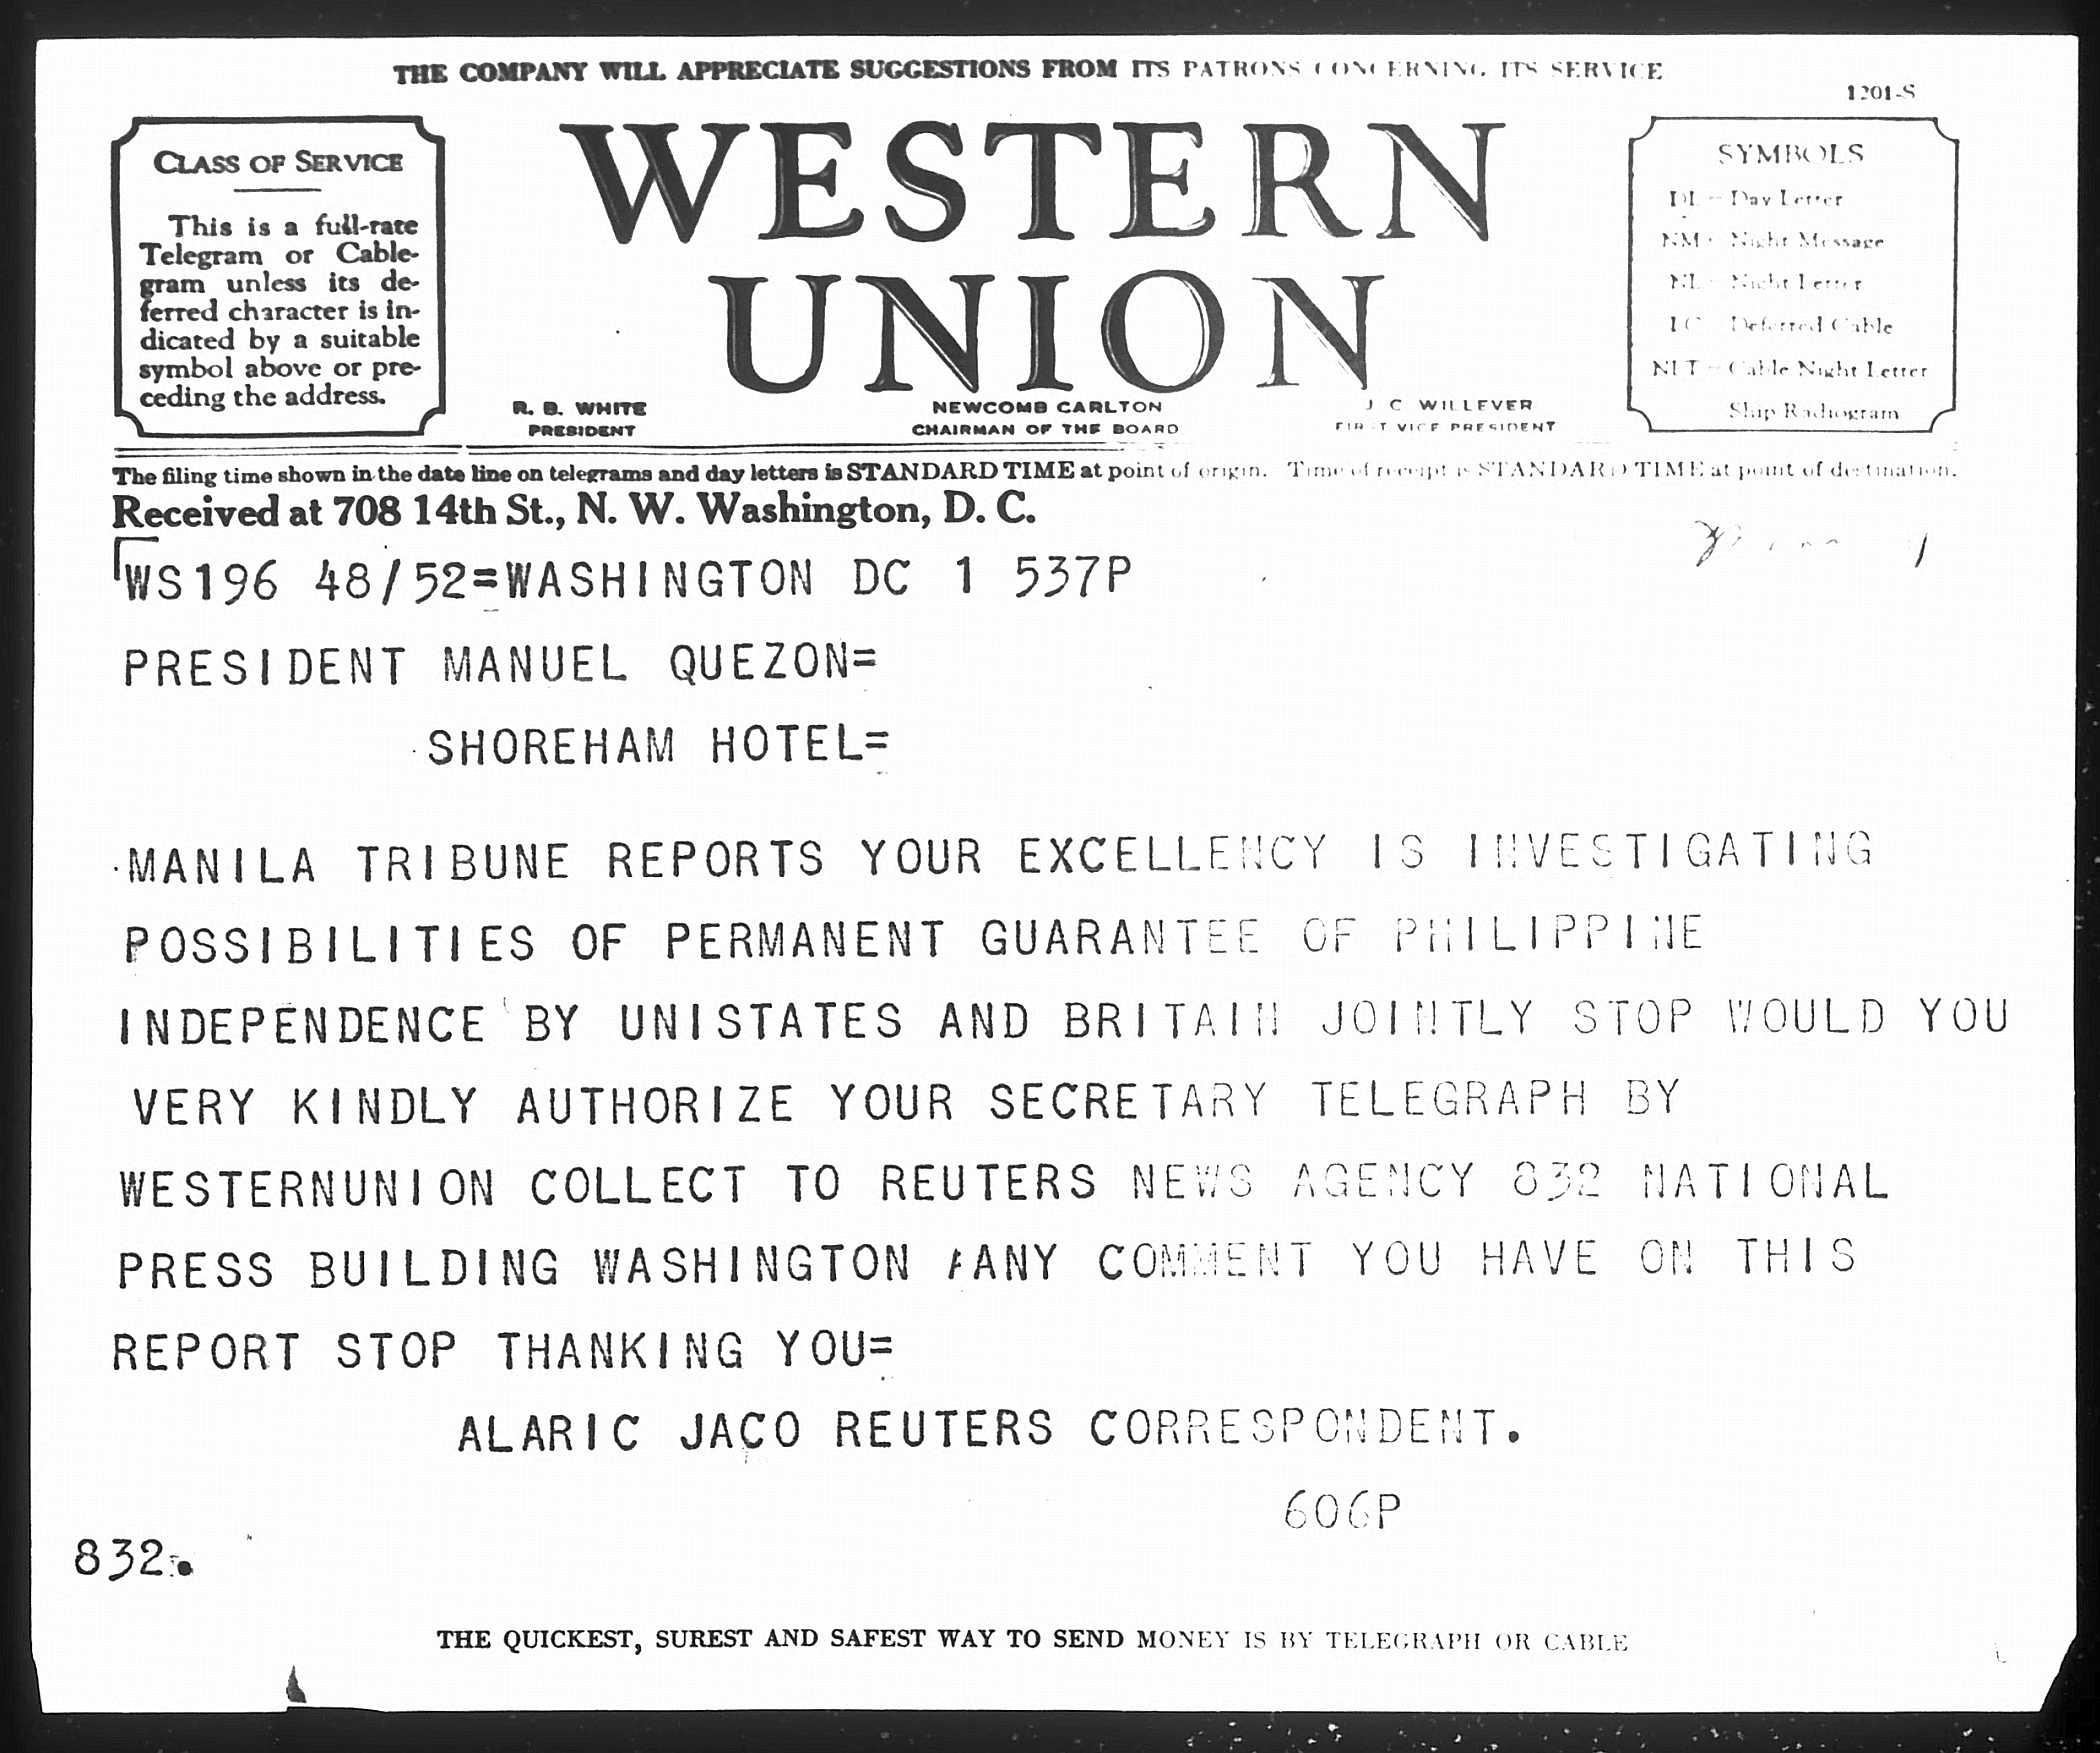 THE COMPANY WILL APPRECIATE SUGGESTIONS FROM ITS PATRONS CONCERNING ITS SERVICE
1201-S
CLASS OF SERVICE
This is a full-rate
Telegram or Cable-
gram unless its de-
ferred character is in-
dicated by a suitable
symbol above or pre-
ceding the address.
WESTERN
UNION
R. B. WHITE
PRESIDENT
NEWCOMB CARLTON
CHAIRMAN OF THE BOARD
J C WILLEVER
FIRST VICE PRESIDENT
SYMBOLS
DL - Day Letter
NM - Night Message
NL - Night Letter
LC - Deferred Cable
NLT - Cable Night Letter
Ship Radiogram
The filing time shown in the date line on telegrams and day letters is STANDARD TIME at point of origin. Time of receipt is STANDARD TIME at point of destination.
Received at 708 14th St., N. W. Washington, D. C.
WS196 48/52=WASHINGTON DC 1 537P
PRESIDENT MANUEL QUEZON=
SHOREHAM HOTEL=
MANILA TRIBUNE REPORTS YOUR EXCELLENCY IS INVESTIGATING
POSSIBILITIES OF PERMANENT GUARANTEE OF PHILIPPINE
INDEPENDENCE BY UNISTATES AND BRITAIN JOINTLY STOP WOULD YOU
VERY KINDLY AUTHORIZE YOUR SECRETARY TELEGRAPH BY
WESTERNUNION COLLECT TO REUTERS NEWS AGENCY 832 NATIONAL
PRESS BUILDING WASHINGTON ANY COMMENT YOU HAVE ON THIS
REPORT STOP THANKING YOU=
ALARIC JACO REUTERS CORRESPONDENT.
606P
832.
THE QUICKEST, SUREST AND SAFEST WAY TO SEND MONEY IS BY TELEGRAPH OR CABLE